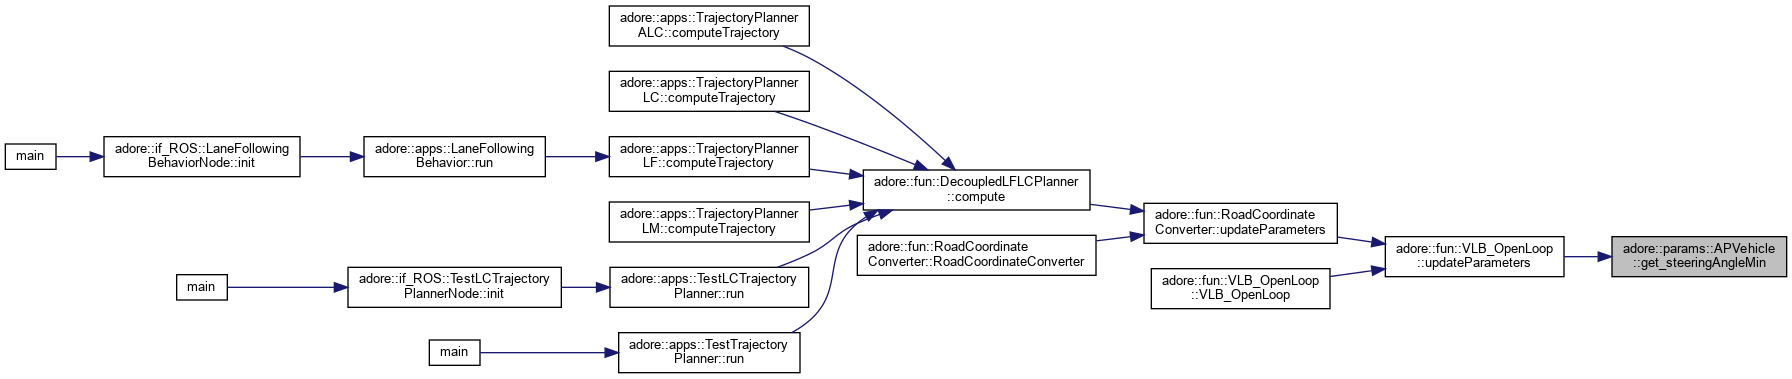 adore::apps::TrajectoryPlanner
ALC::computeTrajectory
adore::apps::TrajectoryPlanner
LC::computeTrajectory
main
adore::if_ROS::LaneFollowing
BehaviorNode::init
adore::apps::LaneFollowing
Behavior::run
adore::apps::TrajectoryPlanner
LF::computeTrajectory
adore::fun::DecoupledLFLCPlanner
::compute
adore::apps::TrajectoryPlanner
LM::computeTrajectory
adore::fun::RoadCoordinate
Converter::updateParameters
adore::fun::RoadCoordinate
Converter::RoadCoordinateConverter
adore::fun::VLB_OpenLoop
::updateParameters
adore::params::APVehicle
::get_steeringAngleMin
main
adore::if_ROS::TestLCTrajectory
PlannerNode::init
adore::apps::TestLCTrajectory
Planner::run
adore::fun::VLB_OpenLoop
::VLB_OpenLoop
main
adore::apps::TestTrajectory
Planner::run